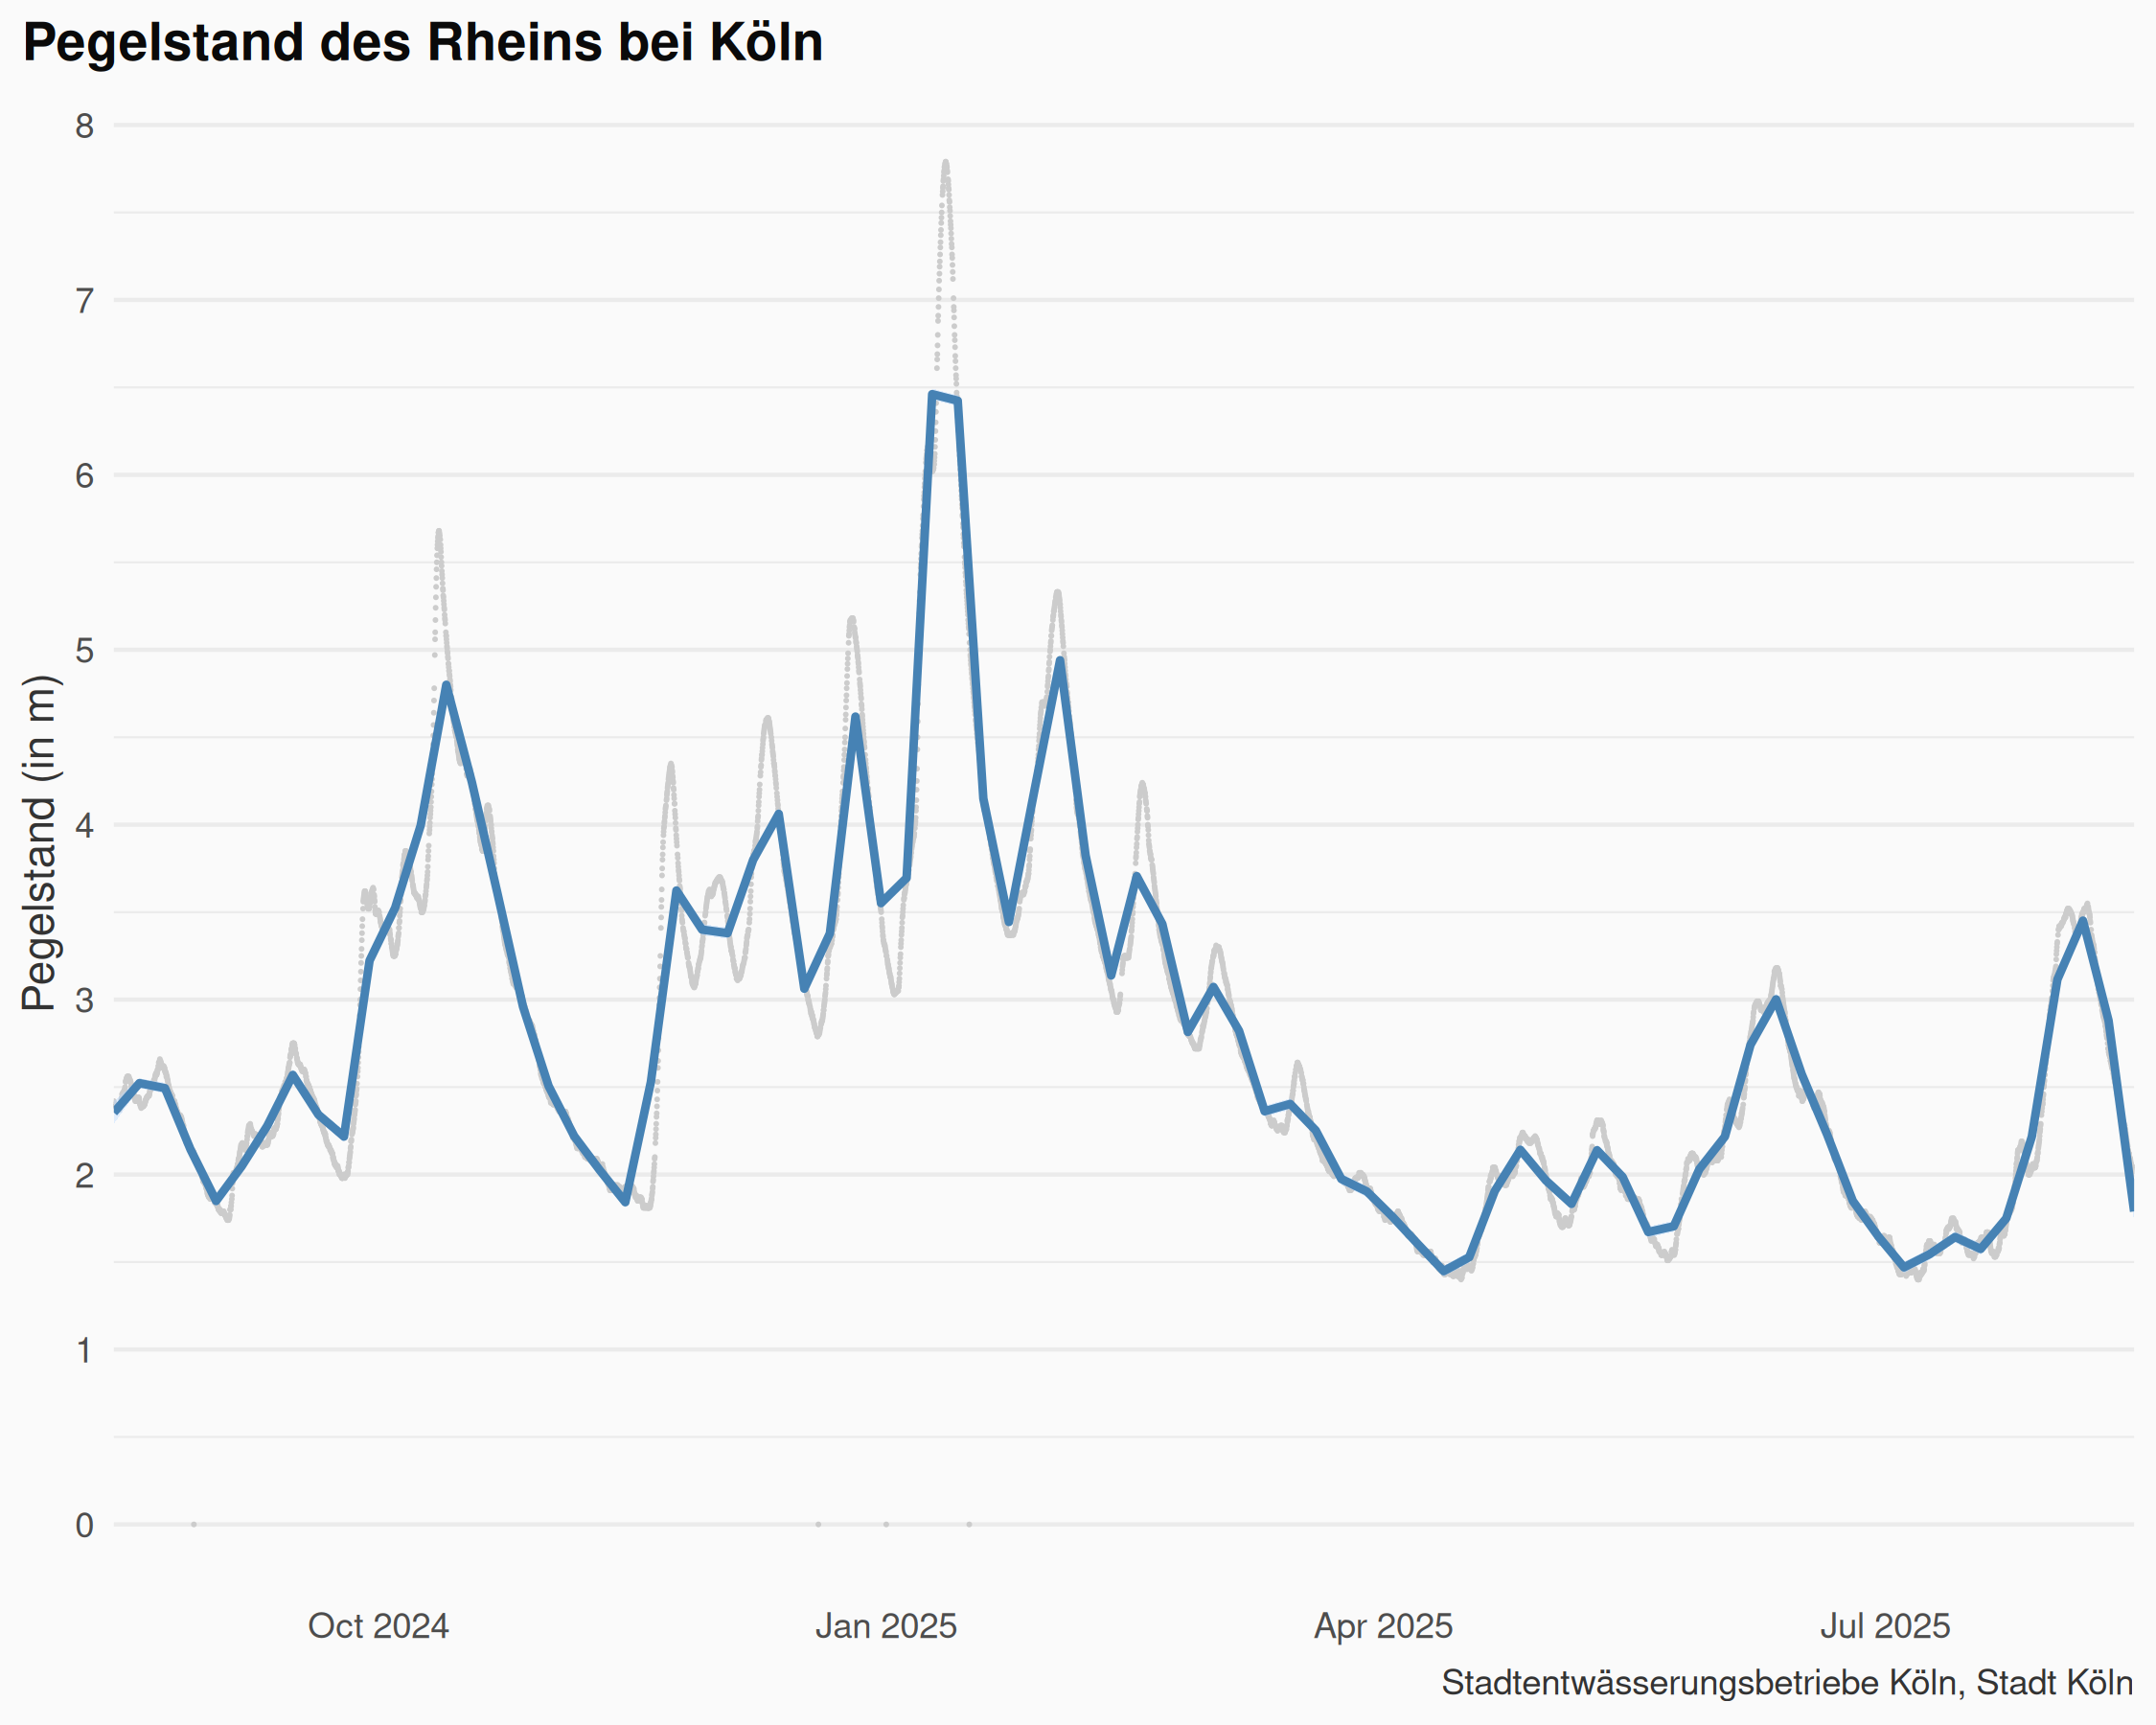 Pegelstand des Rheins bei Köln
Pegelstand (in m)
8
7
6
5
4
3
2
1
0
Oct 2024
Jan 2025
Apr 2025
Jul 2025
Stadtentwässerungsbetriebe Köln, Stadt Köln